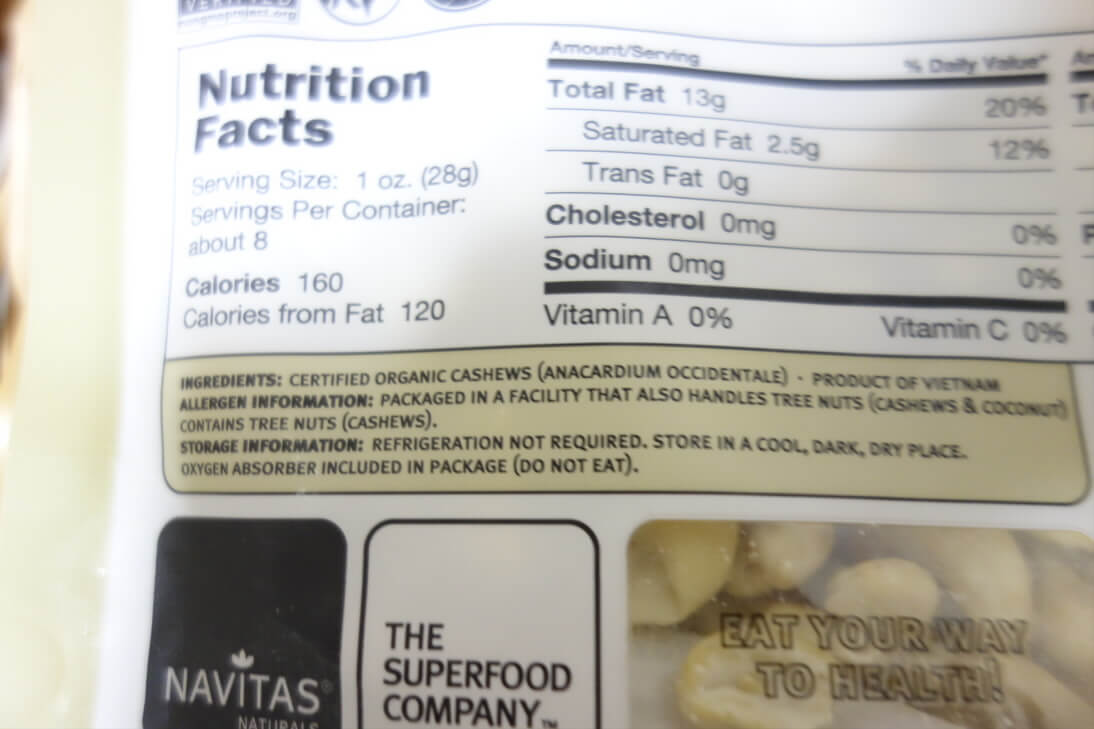 VERIFIED
nongmoproject.org
Nutrition
Facts
Serving Size: 1 oz. (28g)
Servings Per Container:
about 8
Calories 160
Calories from Fat 120
Amount/Serving % Daily Value*
Total Fat 13g 20%
Saturated Fat 2.5g 12%
Trans Fat 0g
Cholesterol 0mg 0%
Sodium 0mg 0%
Vitamin A 0% Vitamin C 0%
INGREDIENTS: CERTIFIED ORGANIC CASHEWS (ANACARDIUM OCCIDENTALE) · PRODUCT OF VIETNAM
ALLERGEN INFORMATION: PACKAGED IN A FACILITY THAT ALSO HANDLES TREE NUTS (CASHEWS & COCONUT)
CONTAINS TREE NUTS (CASHEWS).
STORAGE INFORMATION: REFRIGERATION NOT REQUIRED. STORE IN A COOL, DARK, DRY PLACE.
OXYGEN ABSORBER INCLUDED IN PACKAGE (DO NOT EAT).
NAVITAS®
NATURALS
THE
SUPERFOOD
COMPANY™
EAT YOUR WAY
TO HEALTH!